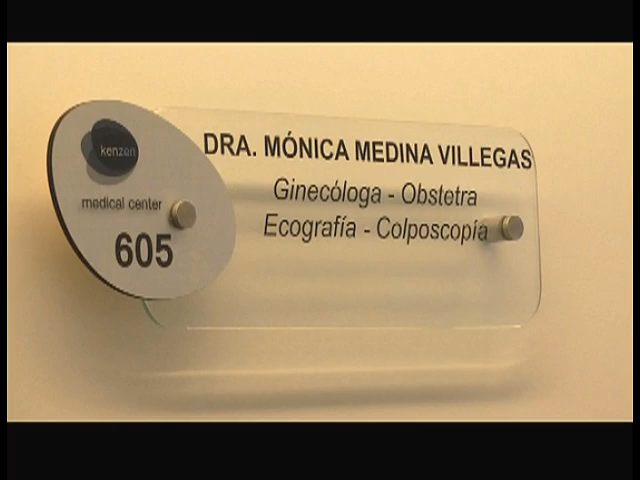 kenzen
medical center
605
DRA. MÓNICA MEDINA VILLEGAS
Ginecóloga - Obstetra
Ecografía - Colposcopía